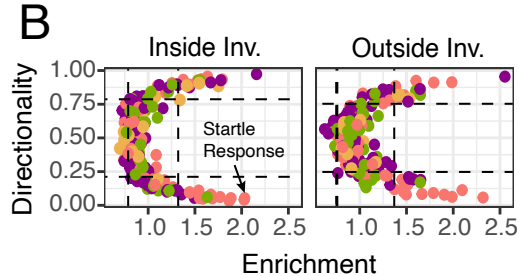 B
Inside Inv.
Outside Inv.
Directionality
1.00
0.75
0.50
0.25
0.00
Startle
Response
1.0 1.5 2.0 2.5
1.0 1.5 2.0 2.5
Enrichment